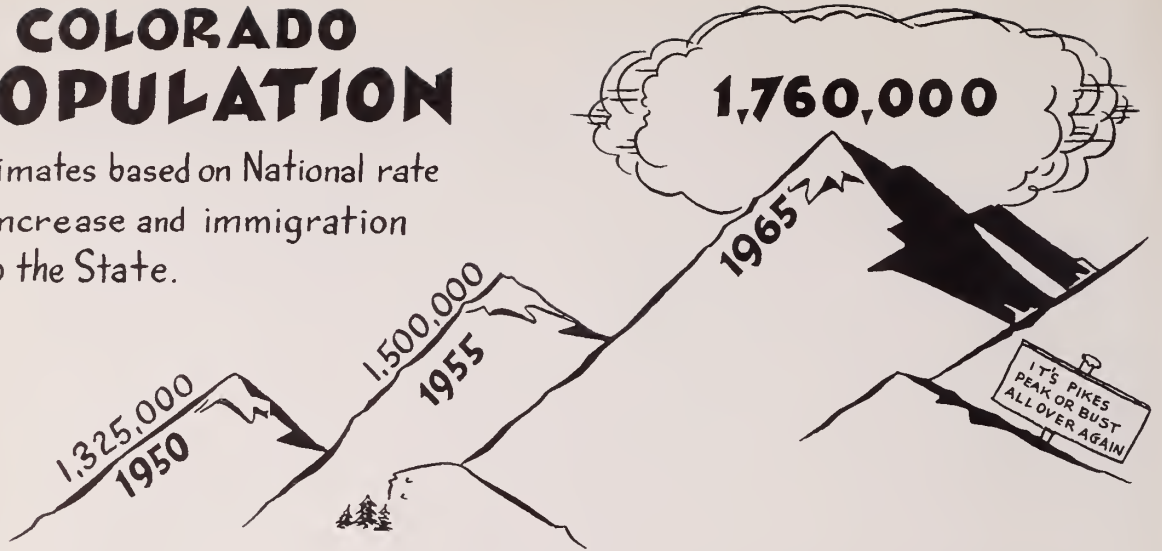 COLORADO
OPULATION
imates based on National rate
ncrease and immigration
o the State.
1,760,000
1965
1,500,000
1955
1,325,000
1950
IT'S PIKES
PEAK OR BUST
ALL OVER AGAIN